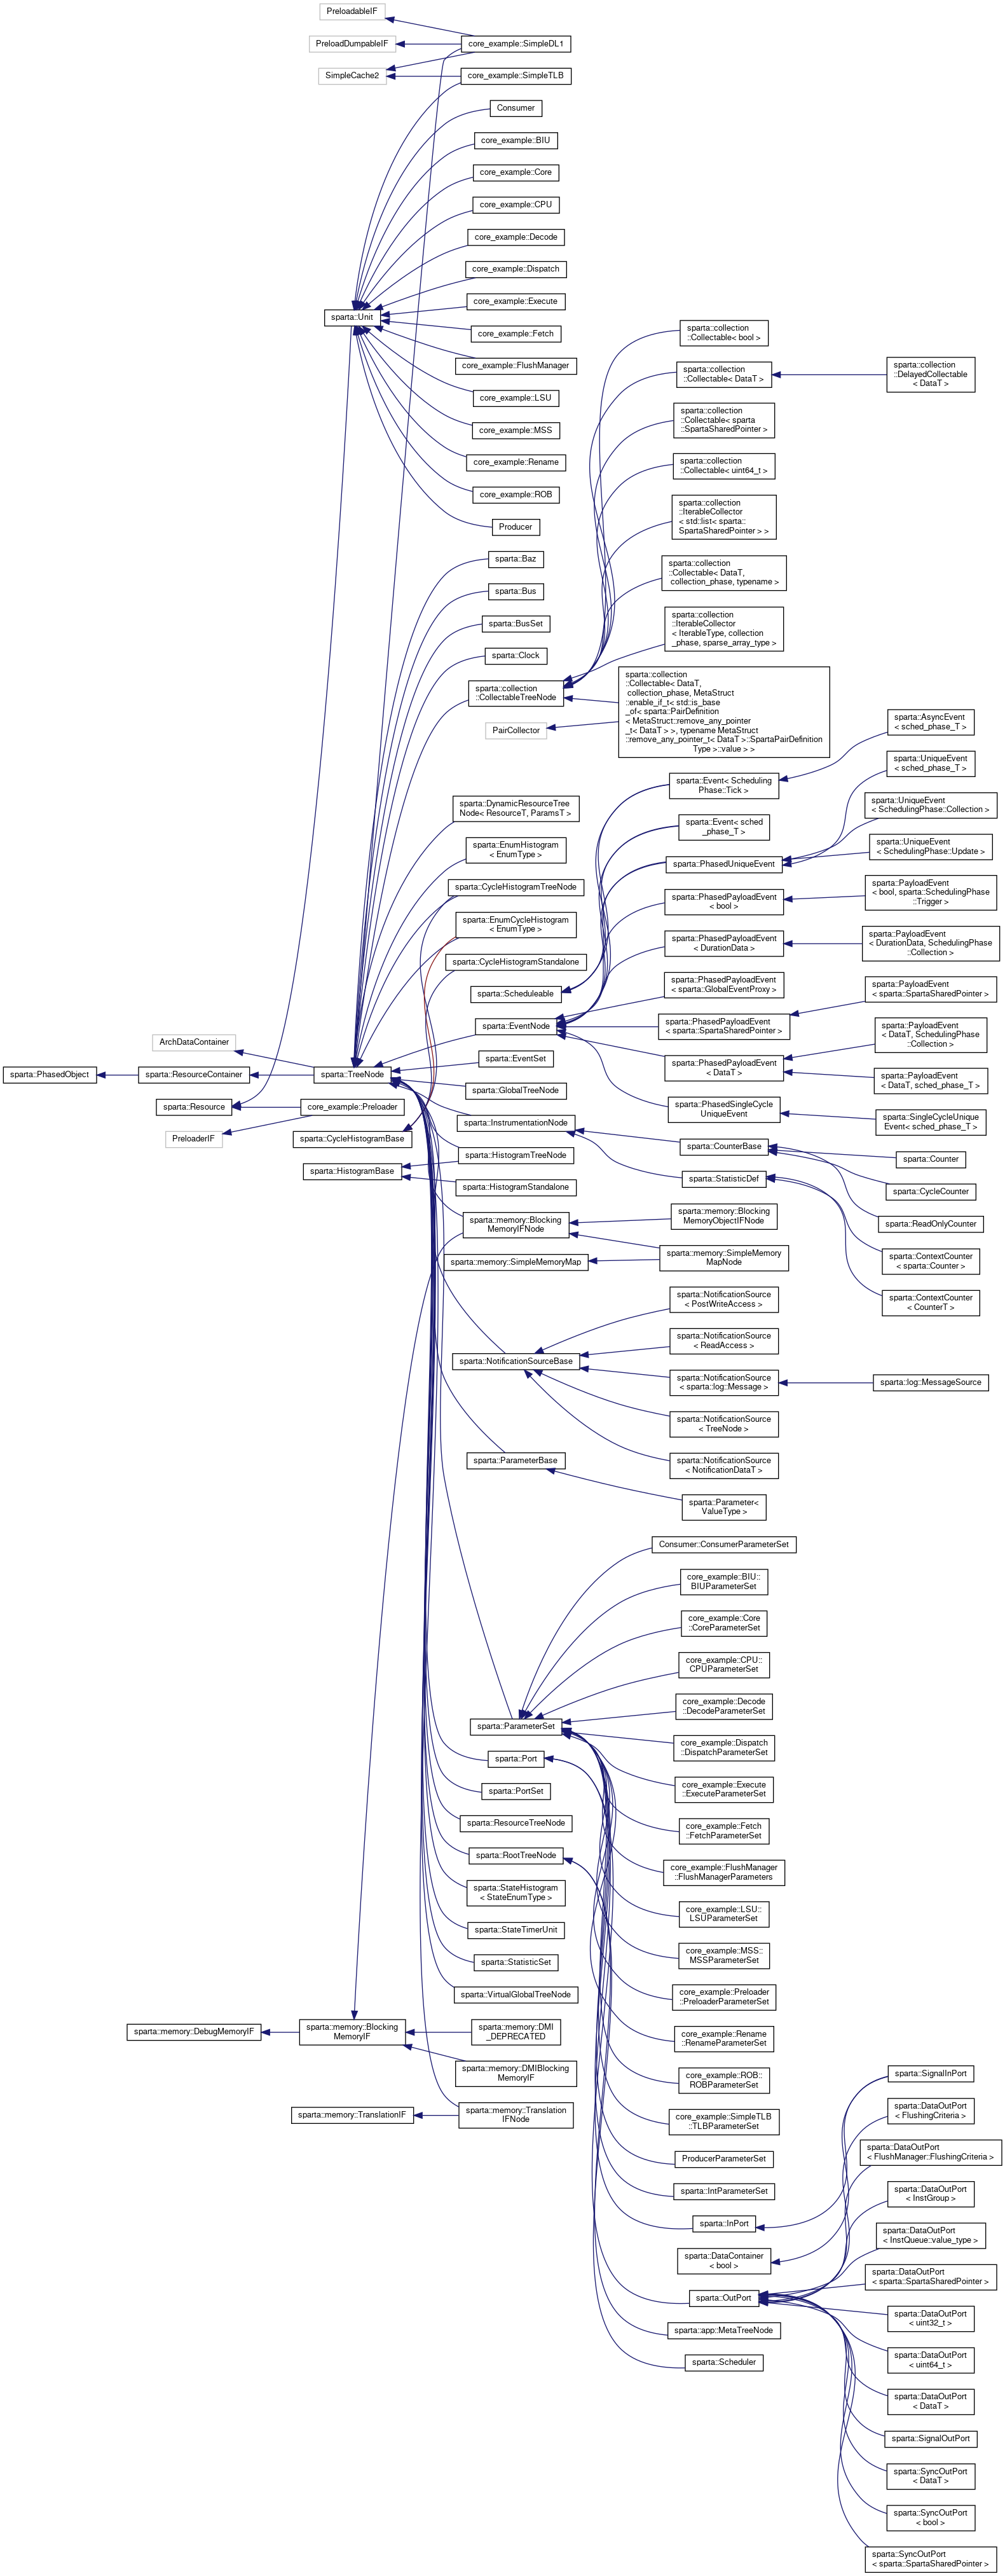 PreloadableIF
PreloadDumpableIF
core_example::SimpleDL1
SimpleCache2
core_example::SimpleTLB
Consumer
core_example::BIU
core_example::Core
core_example::CPU
core_example::Decode
core_example::Dispatch
core_example::Execute
sparta::Unit
core_example::Fetch
core_example::FlushManager
core_example::LSU
core_example::MSS
core_example::Rename
core_example::ROB
Producer
sparta::collection
::Collectable< bool >
sparta::collection
::Collectable< DataT >
sparta::collection
::DelayedCollectable
< DataT >
sparta::collection
::Collectable< sparta
::SpartaSharedPointer >
sparta::collection
::Collectable< uint64_t >
sparta::collection
::IterableCollector
< std::list< sparta::
SpartaSharedPointer > >
sparta::collection
::Collectable< DataT,
collection_phase, typename >
sparta::collection
::IterableCollector
< IterableType, collection
_phase, sparse_array_type >
sparta::collection
::Collectable< DataT,
collection_phase, MetaStruct
::enable_if_t< std::is_base
_of< sparta::PairDefinition
< MetaStruct::remove_any_pointer
_t< DataT > >, typename MetaStruct
::remove_any_pointer_t< DataT >::SpartaPairDefinition
Type >::value > >
sparta::Baz
sparta::Bus
sparta::BusSet
sparta::Clock
sparta::collection
::CollectableTreeNode
PairCollector
sparta::DynamicResourceTree
Node< ResourceT, ParamsT >
sparta::EnumHistogram
< EnumType >
sparta::CycleHistogramTreeNode
sparta::EnumCycleHistogram
< EnumType >
sparta::CycleHistogramStandalone
sparta::Scheduleable
sparta::EventNode
sparta::EventSet
sparta::GlobalTreeNode
sparta::InstrumentationNode
sparta::HistogramTreeNode
sparta::HistogramStandalone
sparta::Event< Scheduling
Phase::Tick >
sparta::Event< sched
_phase_T >
sparta::PhasedUniqueEvent
sparta::PhasedPayloadEvent
< bool >
sparta::PhasedPayloadEvent
< DurationData >
sparta::PhasedPayloadEvent
< sparta::GlobalEventProxy >
sparta::PhasedPayloadEvent
< sparta::SpartaSharedPointer >
sparta::PhasedPayloadEvent
< DataT >
sparta::PhasedSingleCycle
UniqueEvent
sparta::AsyncEvent
< sched_phase_T >
sparta::UniqueEvent
< sched_phase_T >
sparta::UniqueEvent
< SchedulingPhase::Collection >
sparta::UniqueEvent
< SchedulingPhase::Update >
sparta::PayloadEvent
< bool, sparta::SchedulingPhase
::Trigger >
sparta::PayloadEvent
< DurationData, SchedulingPhase
::Collection >
sparta::PayloadEvent
< sparta::SpartaSharedPointer >
sparta::PayloadEvent
< DataT, SchedulingPhase
::Collection >
sparta::PayloadEvent
< DataT, sched_phase_T >
sparta::SingleCycleUnique
Event< sched_phase_T >
ArchDataContainer
sparta::PhasedObject
sparta::ResourceContainer
sparta::TreeNode
sparta::Resource
core_example::Preloader
PreloaderIF
sparta::CycleHistogramBase
sparta::HistogramBase
sparta::CounterBase
sparta::StatisticDef
sparta::Counter
sparta::CycleCounter
sparta::ReadOnlyCounter
sparta::ContextCounter
< sparta::Counter >
sparta::ContextCounter
< CounterT >
sparta::memory::Blocking
MemoryIFNode
sparta::memory::Blocking
MemoryObjectIFNode
sparta::memory::SimpleMemoryMap
sparta::memory::SimpleMemory
MapNode
sparta::NotificationSource
< PostWriteAccess >
sparta::NotificationSource
< ReadAccess >
sparta::NotificationSourceBase
sparta::NotificationSource
< sparta::log::Message >
sparta::log::MessageSource
sparta::NotificationSource
< TreeNode >
sparta::NotificationSource
< NotificationDataT >
sparta::ParameterBase
sparta::Parameter<
ValueType >
Consumer::ConsumerParameterSet
core_example::BIU::
BIUParameterSet
core_example::Core
::CoreParameterSet
core_example::CPU::
CPUParameterSet
core_example::Decode
::DecodeParameterSet
sparta::ParameterSet
core_example::Dispatch
::DispatchParameterSet
sparta::Port
core_example::Execute
::ExecuteParameterSet
sparta::PortSet
core_example::Fetch
::FetchParameterSet
sparta::ResourceTreeNode
sparta::RootTreeNode
core_example::FlushManager
::FlushManagerParameters
sparta::StateHistogram
< StateEnumType >
core_example::LSU::
LSUParameterSet
sparta::StateTimerUnit
core_example::MSS::
MSSParameterSet
sparta::StatisticSet
sparta::VirtualGlobalTreeNode
core_example::Preloader
::PreloaderParameterSet
sparta::memory::DebugMemoryIF
sparta::memory::Blocking
MemoryIF
sparta::memory::DMI
_DEPRECATED
core_example::Rename
::RenameParameterSet
sparta::memory::DMIBlocking
MemoryIF
core_example::ROB::
ROBParameterSet
sparta::memory::TranslationIF
sparta::memory::Translation
IFNode
core_example::SimpleTLB
::TLBParameterSet
ProducerParameterSet
sparta::IntParameterSet
sparta::InPort
sparta::DataContainer
< bool >
sparta::OutPort
sparta::app::MetaTreeNode
sparta::Scheduler
sparta::SignalInPort
sparta::DataOutPort
< FlushingCriteria >
sparta::DataOutPort
< FlushManager::FlushingCriteria >
sparta::DataOutPort
< InstGroup >
sparta::DataOutPort
< InstQueue::value_type >
sparta::DataOutPort
< sparta::SpartaSharedPointer >
sparta::DataOutPort
< uint32_t >
sparta::DataOutPort
< uint64_t >
sparta::DataOutPort
< DataT >
sparta::SignalOutPort
sparta::SyncOutPort
< DataT >
sparta::SyncOutPort
< bool >
sparta::SyncOutPort
< sparta::SpartaSharedPointer >